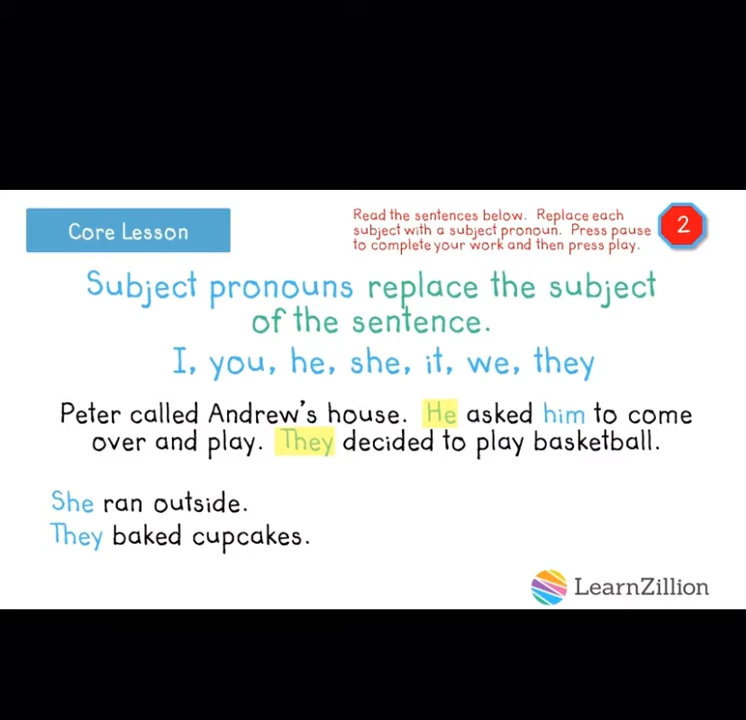 Core Lesson
Read the sentences below. Replace each
subject with a subject pronoun. Press pause
to complete your work and then press play.
2
Subject pronouns replace the subject
of the sentence.
I, you, he, she, it, we, they
Peter called Andrew's house. He asked him to come
over and play. They decided to play basketball.
She ran outside.
They baked cupcakes.
LearnZillion